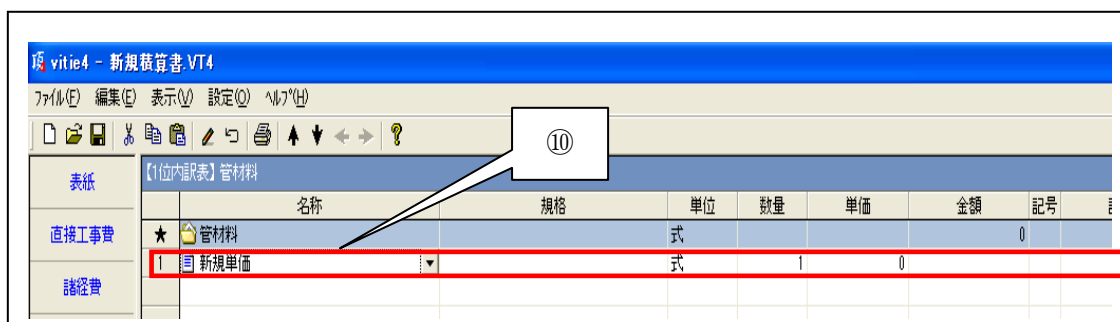 vitie4 - 新規積算書.VT4
ファイル(F) 編集(E) 表示(V) 設定(O) ヘルプ(H)
⑩
表紙
直接工事費
諸経費
【1位内訳表】管材料
名称 規格 単位 数量 単価 金額 記号
★ 管材料 式 0
1 新規単価 式 1 0